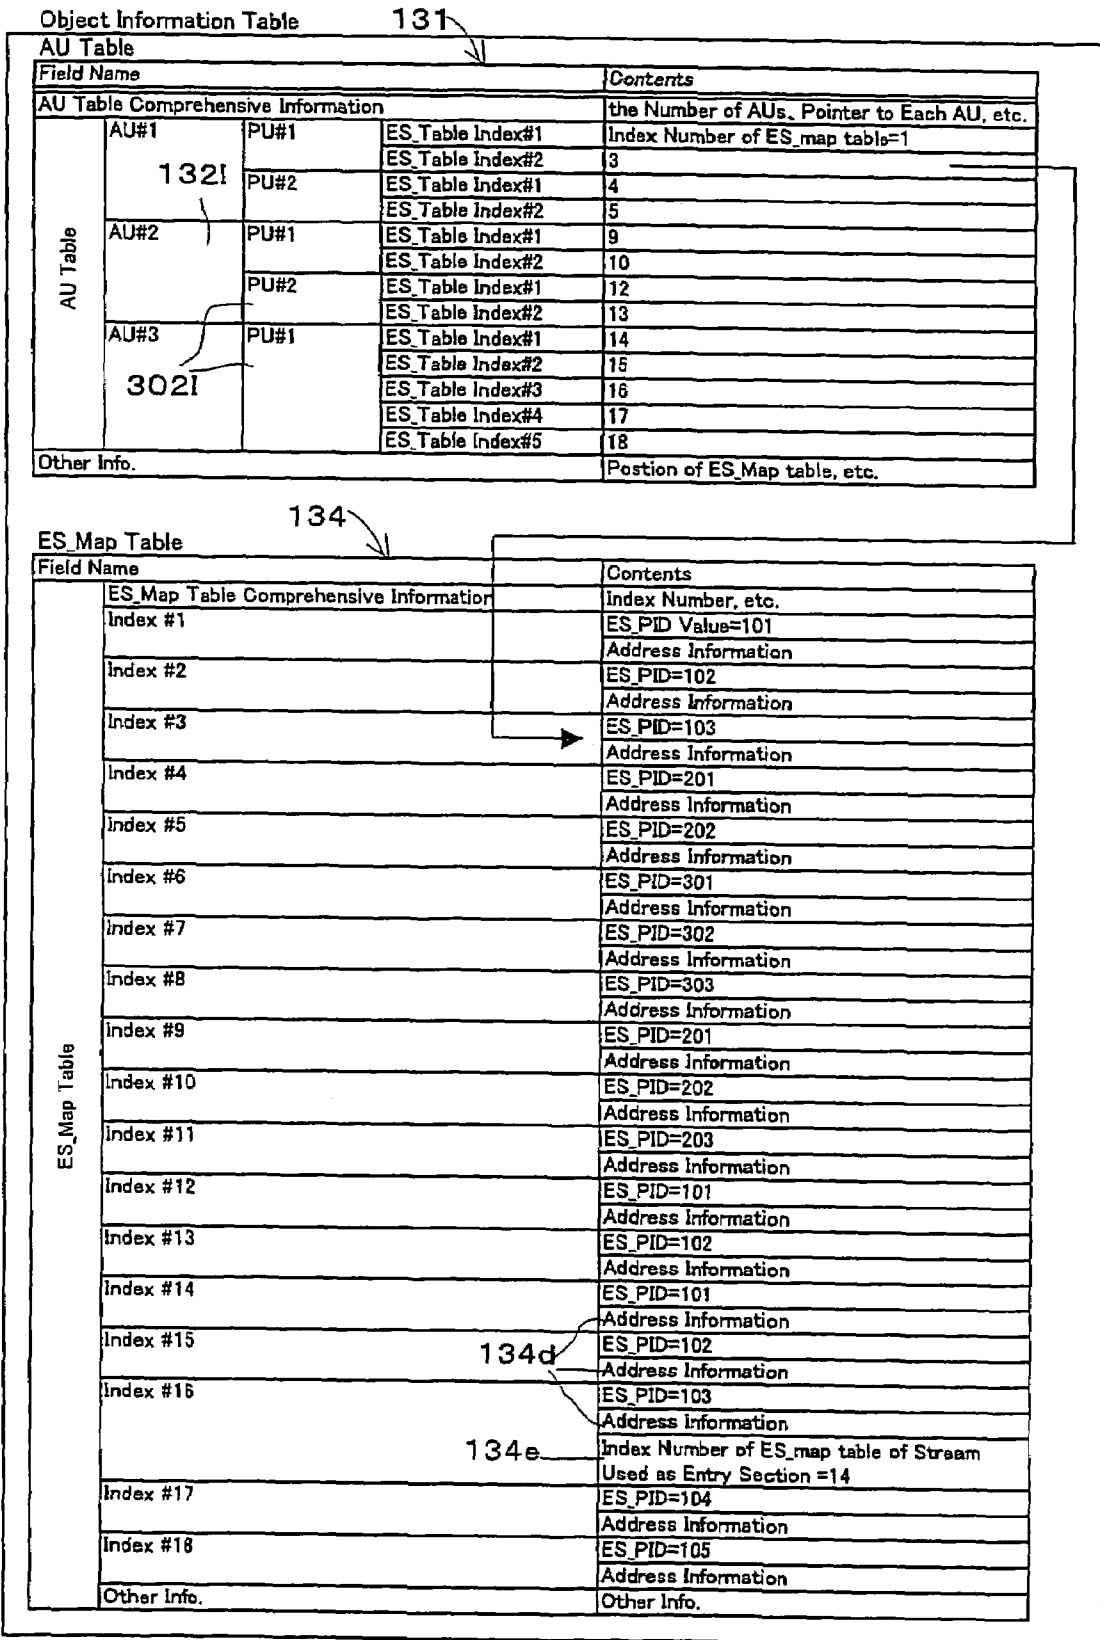 Object Information Table
131
AU Table
Field Name Contents
AU Table Comprehensive Information the Number of AUs、Pointer to Each AU, etc.
AU Table
AU#1 PU#1 ES_Table Index#1 Index Number of ES_map table=1
ES_Table Index#2 3
132I
PU#2 ES_Table Index#1 4
ES_Table Index#2 5
AU#2 PU#1 ES_Table Index#1 9
ES_Table Index#2 10
PU#2 ES_Table Index#1 12
ES_Table Index#2 13
AU#3 PU#1 ES_Table Index#1 14
ES_Table Index#2 15
302I
ES_Table Index#3 16
ES_Table Index#4 17
ES_Table Index#5 18
Other Info. Postion of ES_Map table, etc.
134
ES_Map Table
Field Name Contents
ES_Map Table
ES_Map Table Comprehensive Information Index Number, etc.
Index #1 ES_PID Value=101
Address Information
Index #2 ES_PID=102
Address Information
Index #3 ES_PID=103
Address Information
Index #4 ES_PID=201
Address Information
Index #5 ES_PID=202
Address Information
Index #6 ES_PID=301
Address Information
Index #7 ES_PID=302
Address Information
Index #8 ES_PID=303
Address Information
Index #9 ES_PID=201
Address Information
Index #10 ES_PID=202
Address Information
Index #11 ES_PID=203
Address Information
Index #12 ES_PID=101
Address Information
Index #13 ES_PID=102
Address Information
Index #14 ES_PID=101
Address Information
Index #15 ES_PID=102
134d
Address Information
Index #16 ES_PID=103
Address Information
134e
Index Number of ES_map table of Stream
Used as Entry Section =14
Index #17 ES_PID=104
Address Information
Index #18 ES_PID=105
Address Information
Other Info. Other Info.